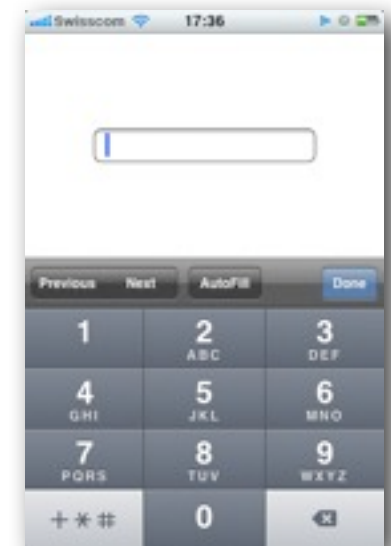 Swisscom 17:36
Previous Next AutoFill Done
1 2 3
ABC DEF
4 5 6
GHI JKL MNO
7 8 9
PQRS TUV WXYZ
+ * # 0